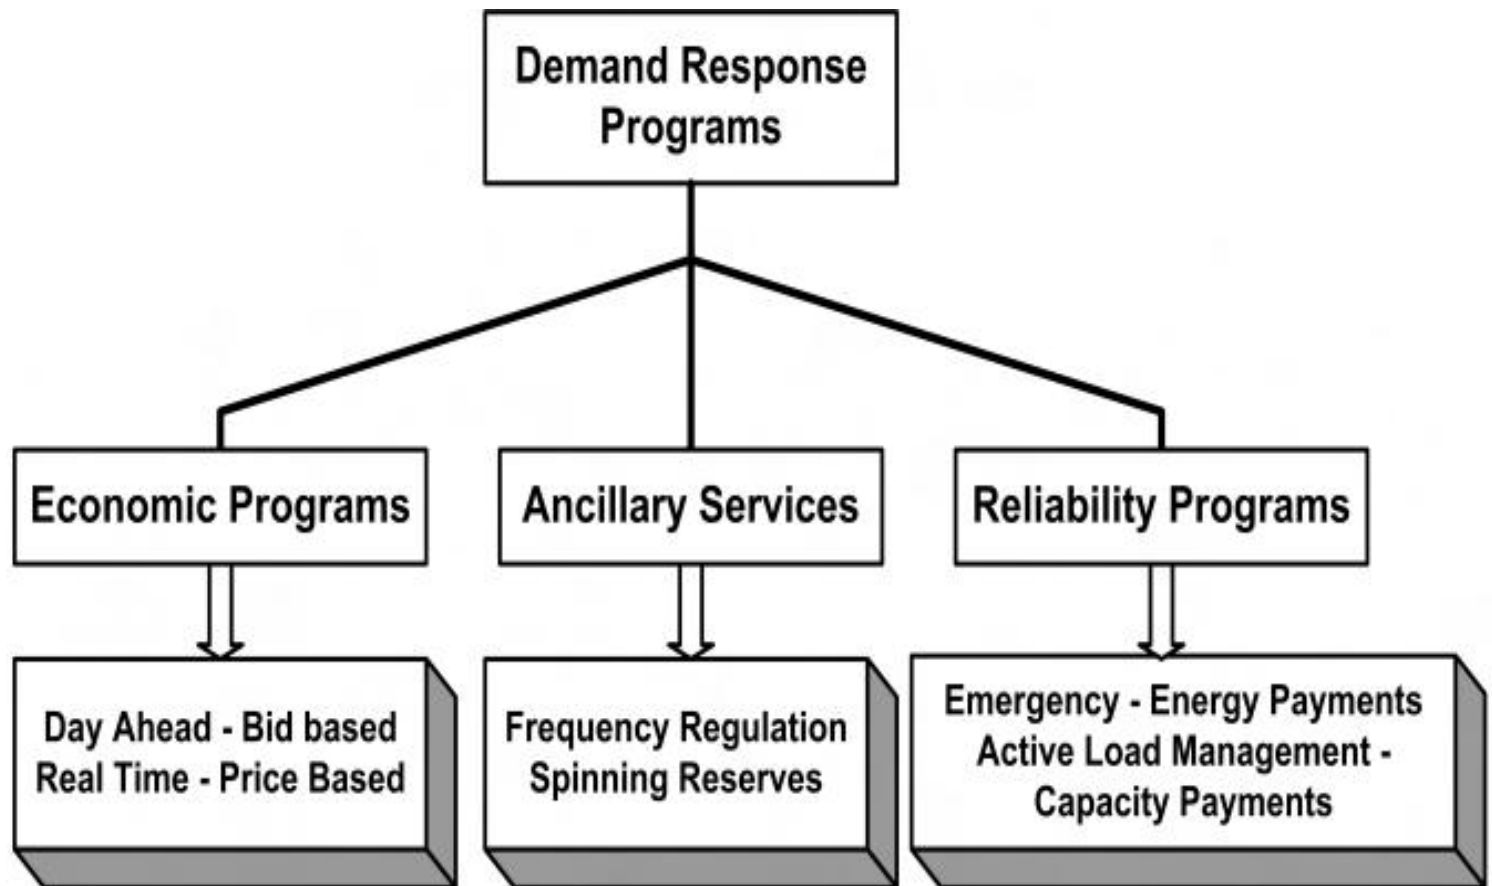 Demand Response
Programs
Economic Programs
Ancillary Services
Reliability Programs
Day Ahead - Bid based
Real Time - Price Based
Frequency Regulation
Spinning Reserves
Emergency - Energy Payments
Active Load Management -
Capacity Payments